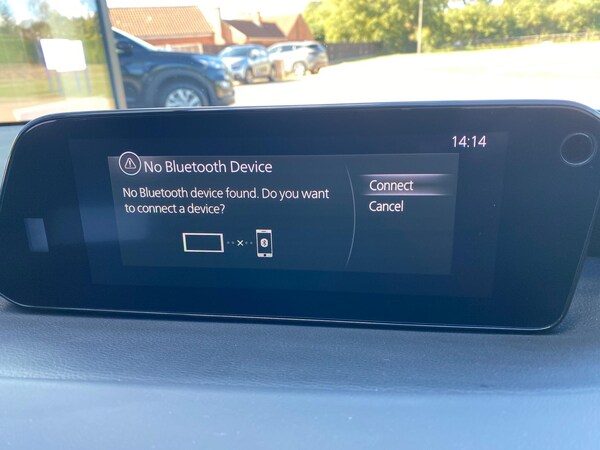 14:14
No Bluetooth Device
No Bluetooth device found. Do you want
to connect a device?
Connect
Cancel